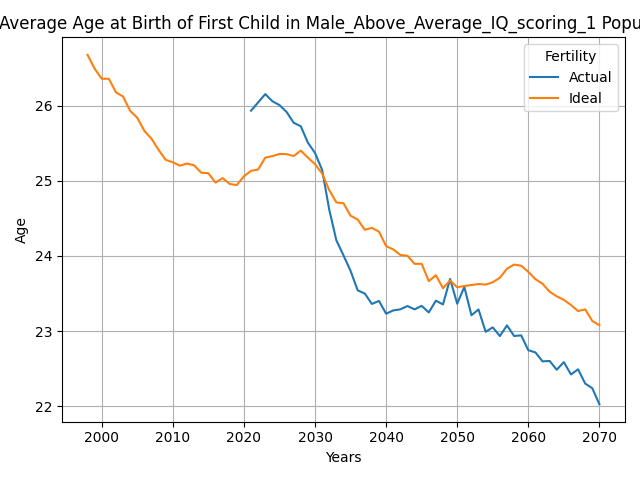 Average Age at Birth of First Child in Male_Above_Average_IQ_scoring_1 Popu
Fertility
Actual
Ideal
26
25
24
23
22
Age
2000 2010 2020 2030 2040 2050 2060 2070
Years